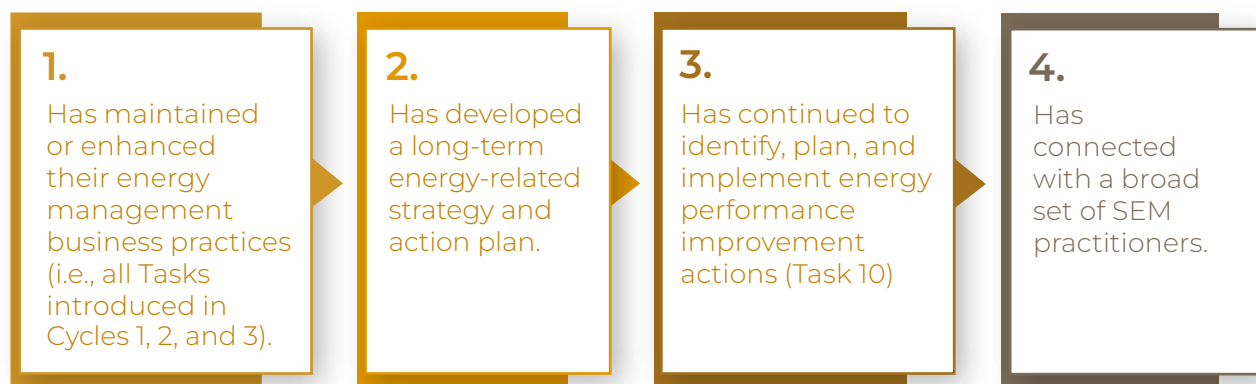 1.
Has maintained
or enhanced
their energy
management
business practices
(i.e., all Tasks
introduced in
Cycles 1, 2, and 3).
2.
Has developed
a long-term
energy-related
strategy and
action plan.
3.
Has continued to
identify, plan, and
implement energy
performance
improvement
actions (Task 10)
4.
Has
connected
with a broad
set of SEM
practitioners.